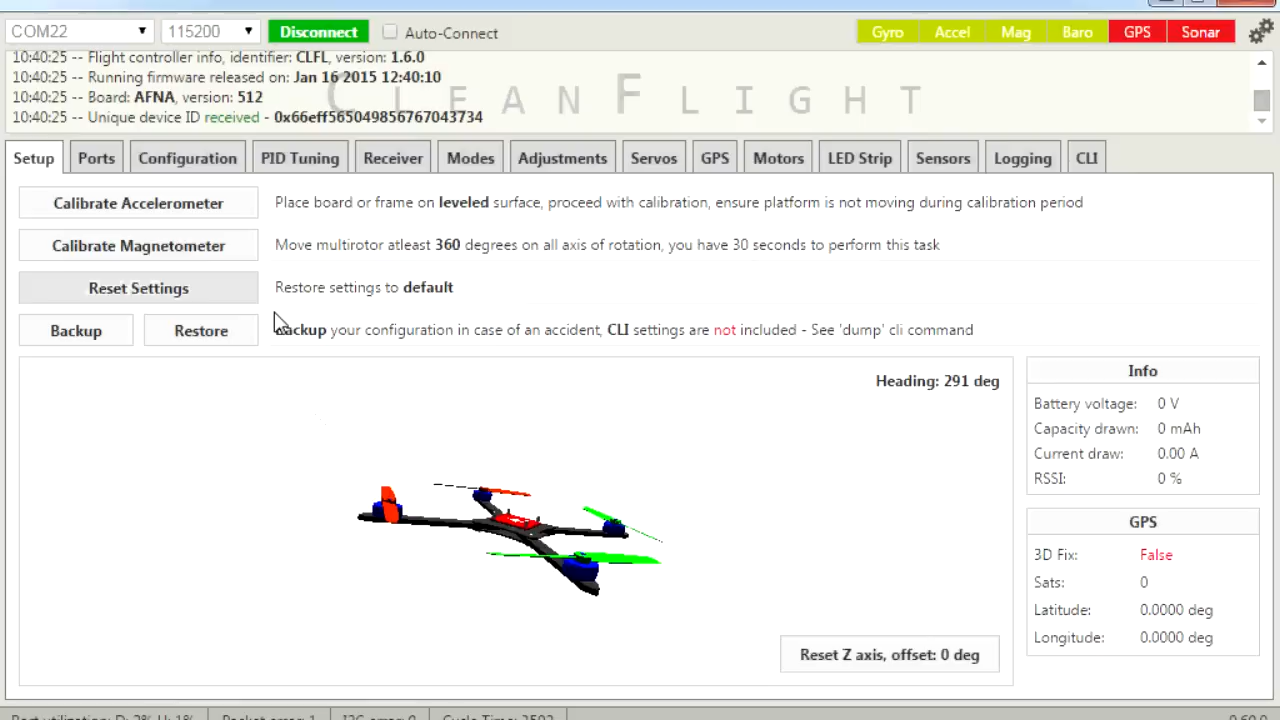 COM22 115200 Disconnect Auto-Connect Gyro Accel Mag Baro GPS Sonar
10:40:25 -- Flight controller info, identifier: CLFL, version: 1.6.0
10:40:25 -- Running firmware released on: Jan 16 2015 12:40:10
10:40:25 -- Board: AFNA, version: 512
CLEANFLIGHT
10:40:25 -- Unique device ID received - 0x66eff565049856767043734
Setup Ports Configuration PID Tuning Receiver Modes Adjustments Servos GPS Motors LED Strip Sensors Logging CLI
Calibrate Accelerometer Place board or frame on leveled surface, proceed with calibration, ensure platform is not moving during calibration period
Calibrate Magnetometer Move multirotor atleast 360 degrees on all axis of rotation, you have 30 seconds to perform this task
Reset Settings Restore settings to default
Backup Restore Backup your configuration in case of an accident, CLI settings are not included - See 'dump' cli command
Heading: 291 deg
Info
Battery voltage: 0 V
Capacity drawn: 0 mAh
Current draw: 0.00 A
RSSI: 0 %
GPS
3D Fix: False
Sats: 0
Latitude: 0.0000 deg
Longitude: 0.0000 deg
Reset Z axis, offset: 0 deg